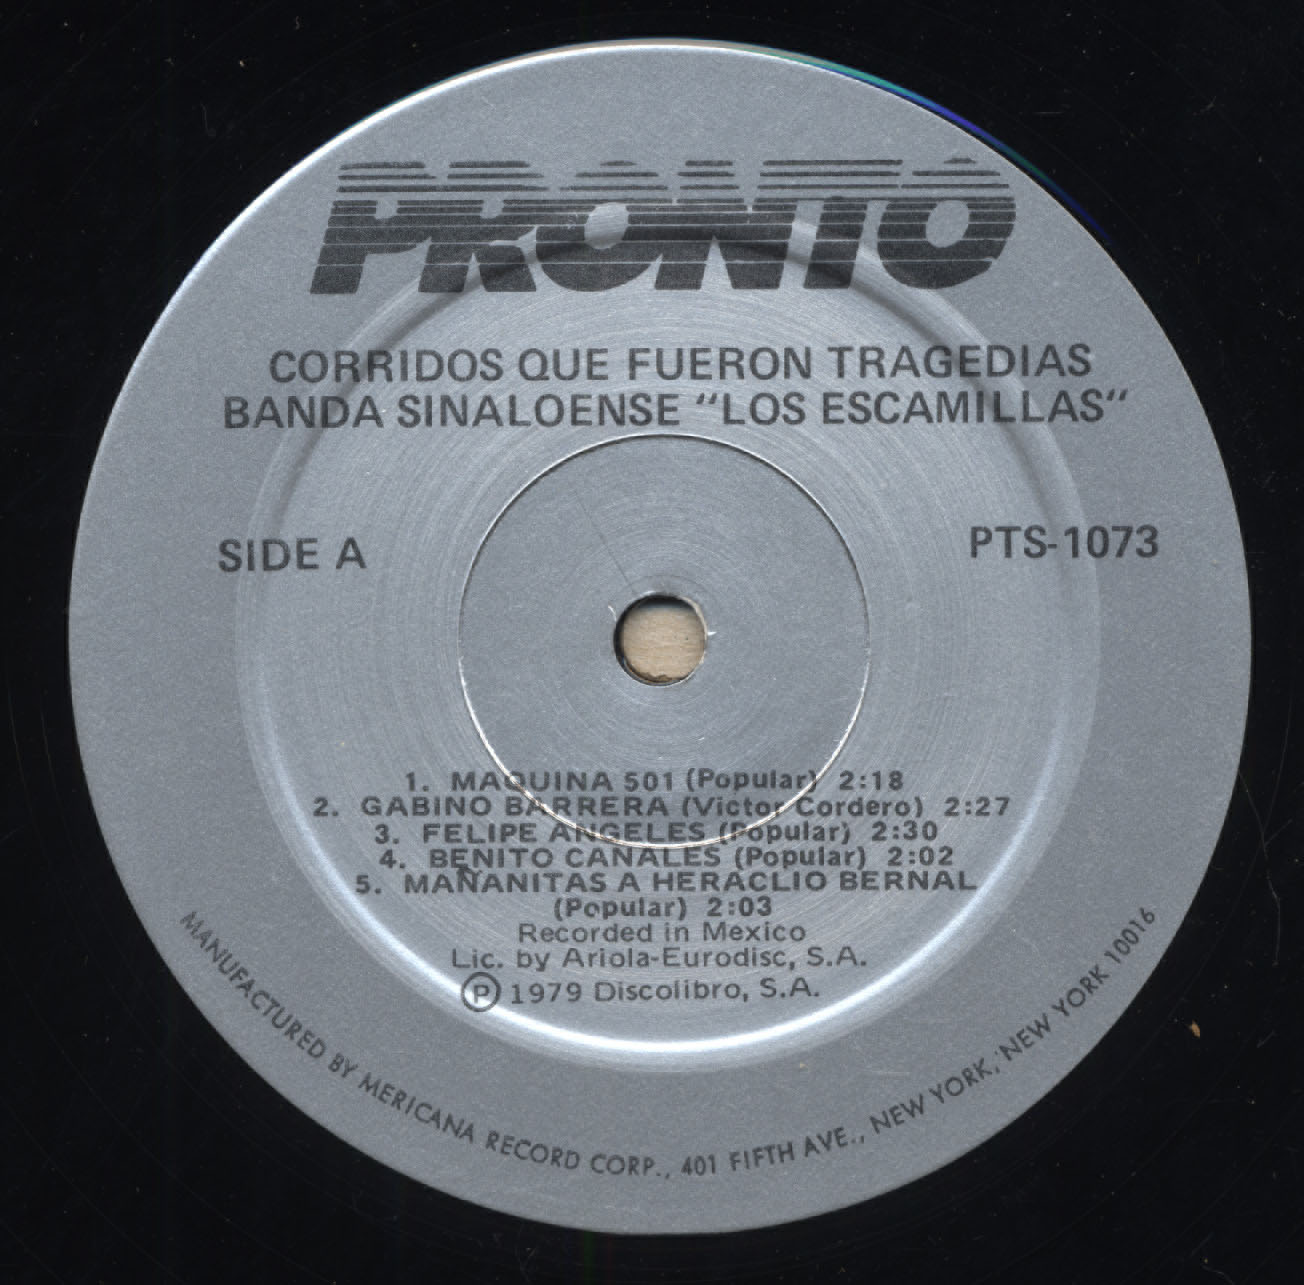 PRONTO
CORRIDOS QUE FUERON TRAGEDIAS
BANDA SINALOENSE "LOS ESCAMILLAS"
SIDE A
PTS-1073
1. MAQUINA 501 (Popular) 2:18
2. GABINO BARRERA (Victor Cordero) 2:27
3. FELIPE ANGELES (Popular) 2:30
4. BENITO CANALES (Popular) 2:02
5. MAÑANITAS A HERACLIO BERNAL
(Popular) 2:03
Recorded in Mexico
Lic. by Ariola-Eurodisc, S.A.
Ⓟ 1979 Discolibro, S.A.
MANUFACTURED BY MERICANA RECORD CORP., 401 FIFTH AVE., NEW YORK, NEW YORK 10016